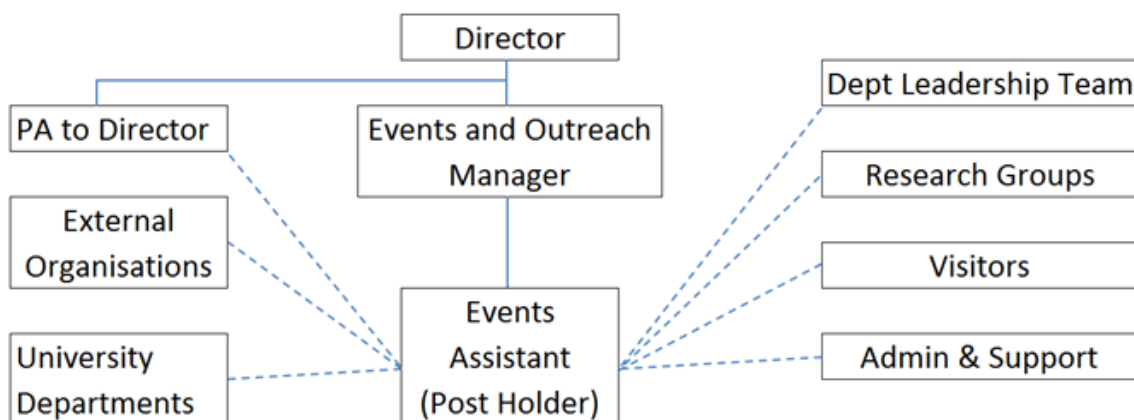 Director
PA to Director
Events and Outreach
Manager
External
Organisations
University
Departments
Events
Assistant
(Post Holder)
Dept Leadership Team
Research Groups
Visitors
Admin & Support